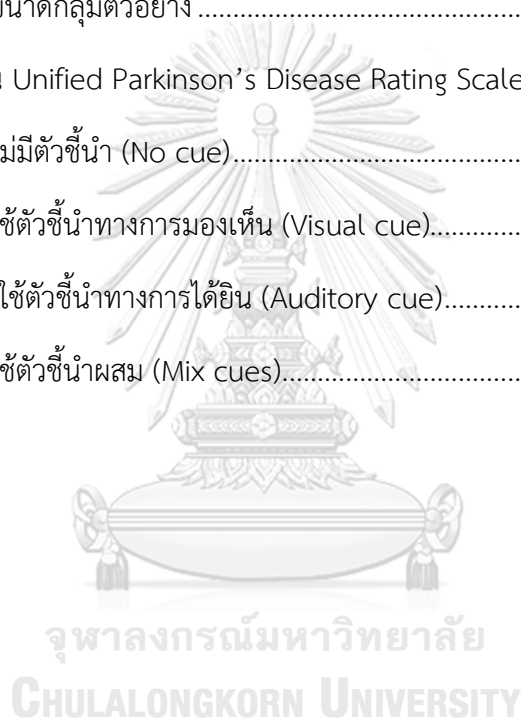 ขนาดกลุ่มตัวอย่าง ..........................................
น Unified Parkinson’s Disease Rating Scale
ม่มีตัวชี้นำ (No cue)..........................................
ช้ตัวชี้นำทางการมองเห็น (Visual cue)..............
ใช้ตัวชี้นำทางการได้ยิน (Auditory cue)............
ช้ตัวชี้นำผสม (Mix cues)...................................
จุฬาลงกรณ์มหาวิทยาลัย
CHULALONGKORN UNIVERSITY